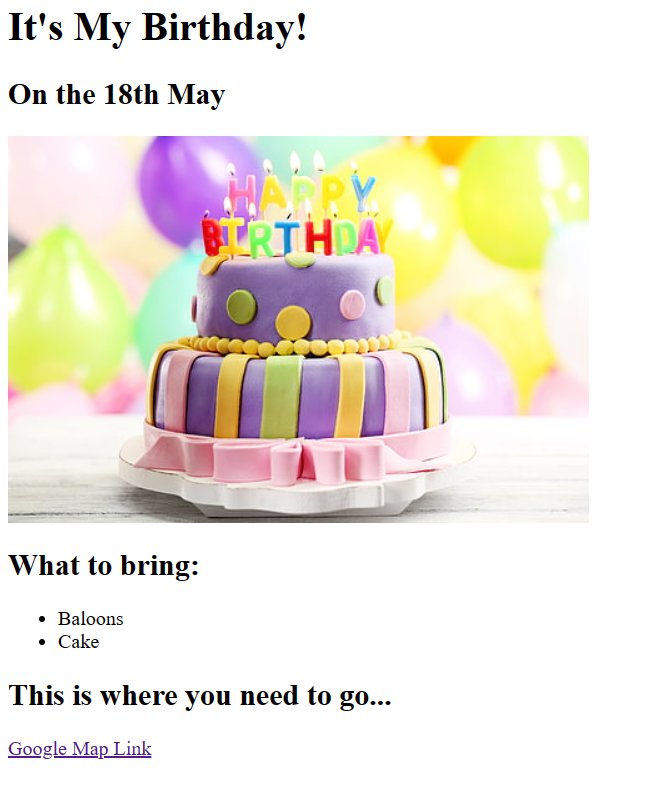 It's My Birthday!
On the 18th May
HAPPY
BIRTHDAY
What to bring:
Baloons
Cake
This is where you need to go...
Google Map Link